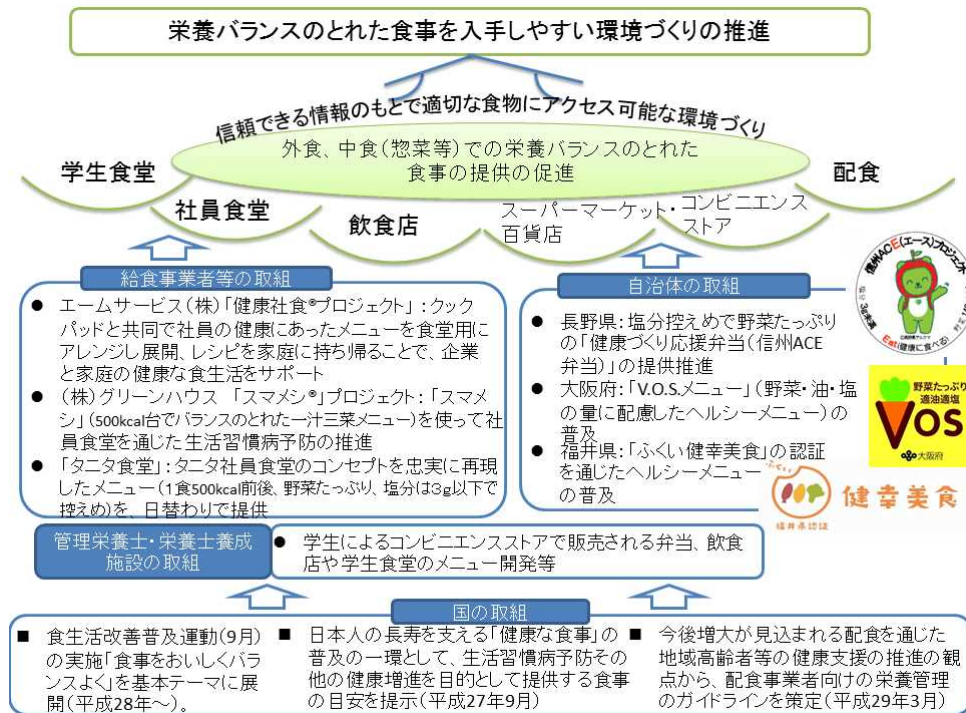 栄養バランスのとれた食事を入手しやすい環境づくりの推進
信頼できる情報のもとで適切な食物にアクセス可能な環境づくり
外食、中食(惣菜等)での栄養バランスのとれた
食事の提供の促進
学生食堂
社員食堂
飲食店
スーパーマーケット・
百貨店
コンビニエンス
ストア
配食
給食事業者等の取組
● エームサービス(株)「健康社食®プロジェクト」:クック
パッドと共同で社員の健康にあったメニューを食堂用に
アレンジし展開、レシピを家庭に持ち帰ることで、企業
と家庭の健康な食生活をサポート
● (株)グリーンハウス 「スマメシ®」プロジェクト:「スマメ
シ」(500kcal台でバランスのとれた一汁三菜メニュー)を使って社
員食堂を通じた生活習慣病予防の推進
● 「タニタ食堂」:タニタ社員食堂のコンセプトを忠実に再現
したメニュー(1食500kcal前後、野菜たっぷり、塩分は3g以下で
控えめ)を、日替わりで提供
自治体の取組
● 長野県:塩分控えめで野菜たっぷり
の「健康づくり応援弁当(信州ACE
弁当)」の提供推進
● 大阪府:「V.O.S.メニュー」(野菜・油・塩
の量に配慮したヘルシーメニュー)の
普及
● 福井県:「ふくい健幸美食」の認証
を通じたヘルシーメニュー
の普及
信州ACE(エース)プロジェクト
Eat(健康に食べる)
野菜たっぷり
適油適塩
VOS
大阪府
ふくい
健幸美食
福井県認証
管理栄養士・栄養士養成
施設の取組
● 学生によるコンビニエンスストアで販売される弁当、飲食
店や学生食堂のメニュー開発等
国の取組
■ 食生活改善普及運動(9月)
の実施「食事をおいしくバラ
ンスよく」を基本テーマに展
開(平成28年~)。
■ 日本人の長寿を支える「健康な食事」の
普及の一環として、生活習慣病予防その
他の健康増進を目的として提供する食事
の目安を提示(平成27年9月)
■ 今後増大が見込まれる配食を通じた
地域高齢者等の健康支援の推進の観
点から、配食事業者向けの栄養管理
のガイドラインを策定(平成29年3月)